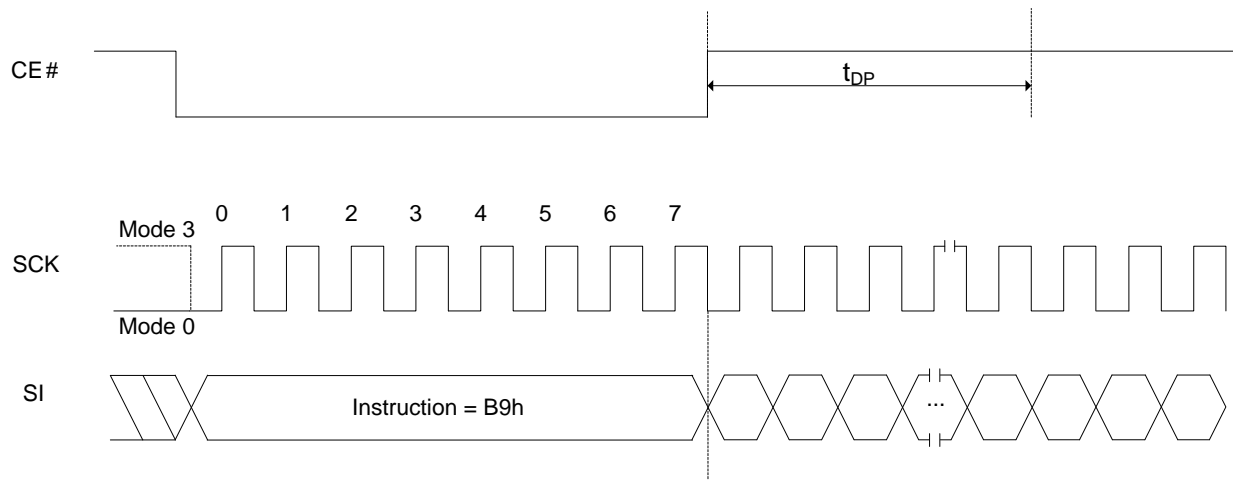 CE#
tDP
0 1 2 3 4 5 6 7
Mode 3
SCK
Mode 0
SI
Instruction = B9h
...